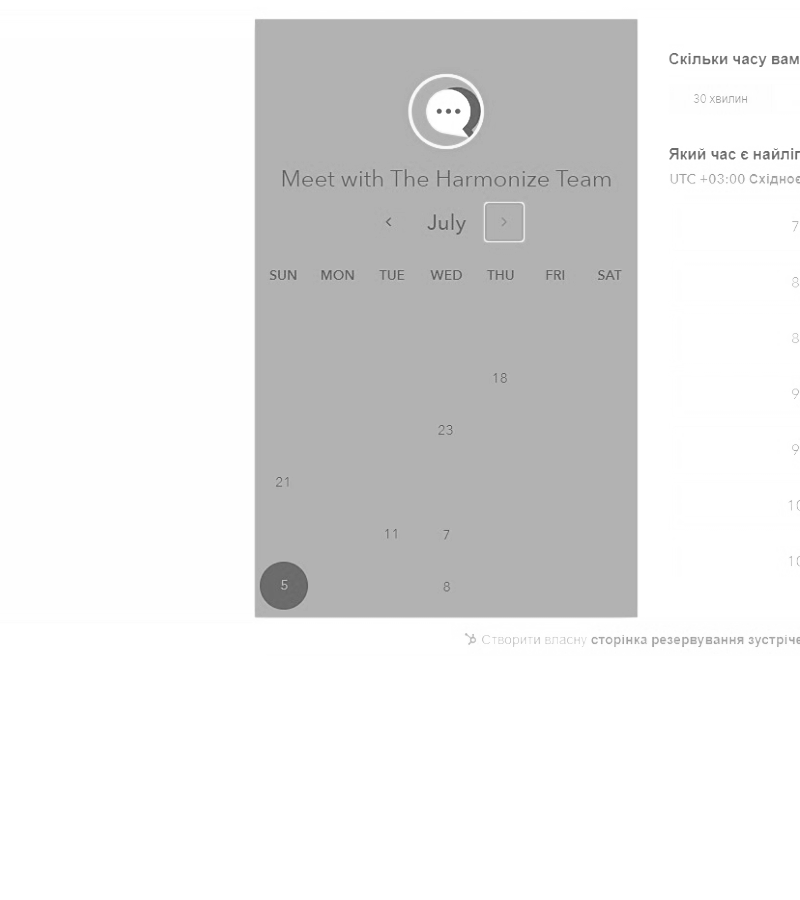 Скільки часу вам
30 хвилин
Meet with The Harmonize Team
Який час є найліп
UTC +03:00 Східноє
July
7
SUN MON TUE WED THU FRI SAT
8
8
18
9
23
9
21
10
11 7
10
5 8
Створити власну сторінка резервування зустріче